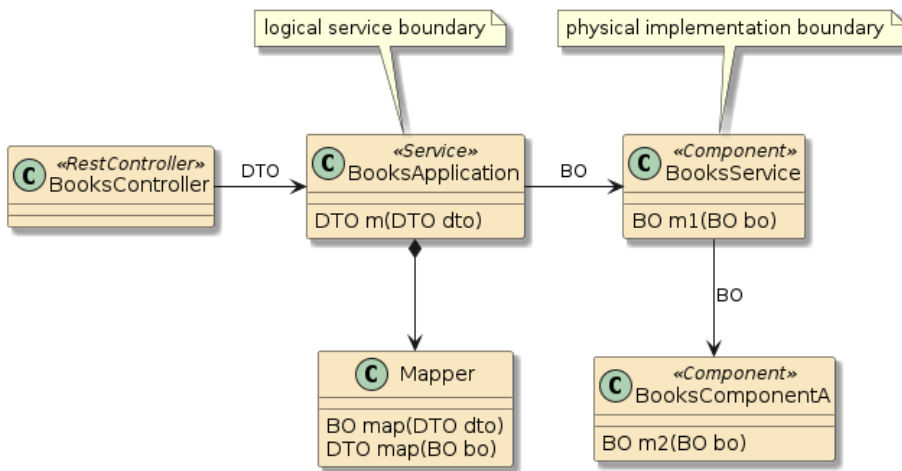 logical service boundary
physical implementation boundary
C
«RestController»
BooksController
DTO
C
«Service»
BooksApplication
DTO m(DTO dto)
BO
C
«Component»
BooksService
BO m1(BO bo)
BO
C
Mapper
BO map(DTO dto)
DTO map(BO bo)
C
«Component»
BooksComponentA
BO m2(BO bo)